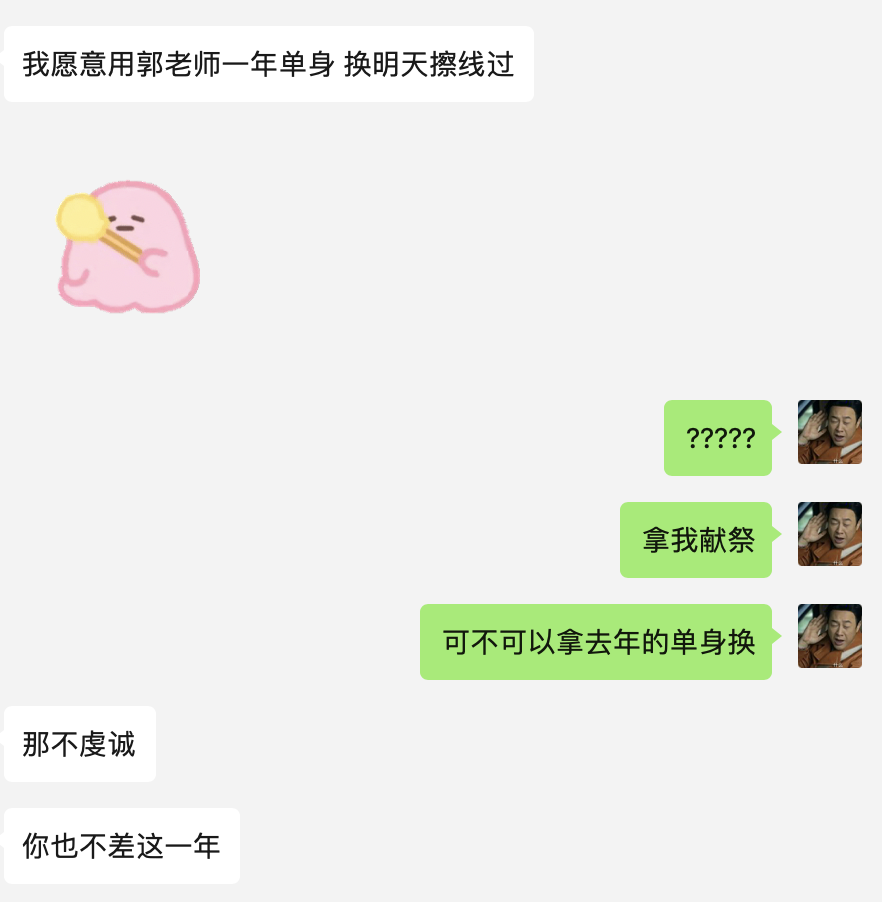 我愿意用郭老师一年单身 换明天擦线过
?????
拿我献祭
可不可以拿去年的单身换
那不虔诚
你也不差这一年